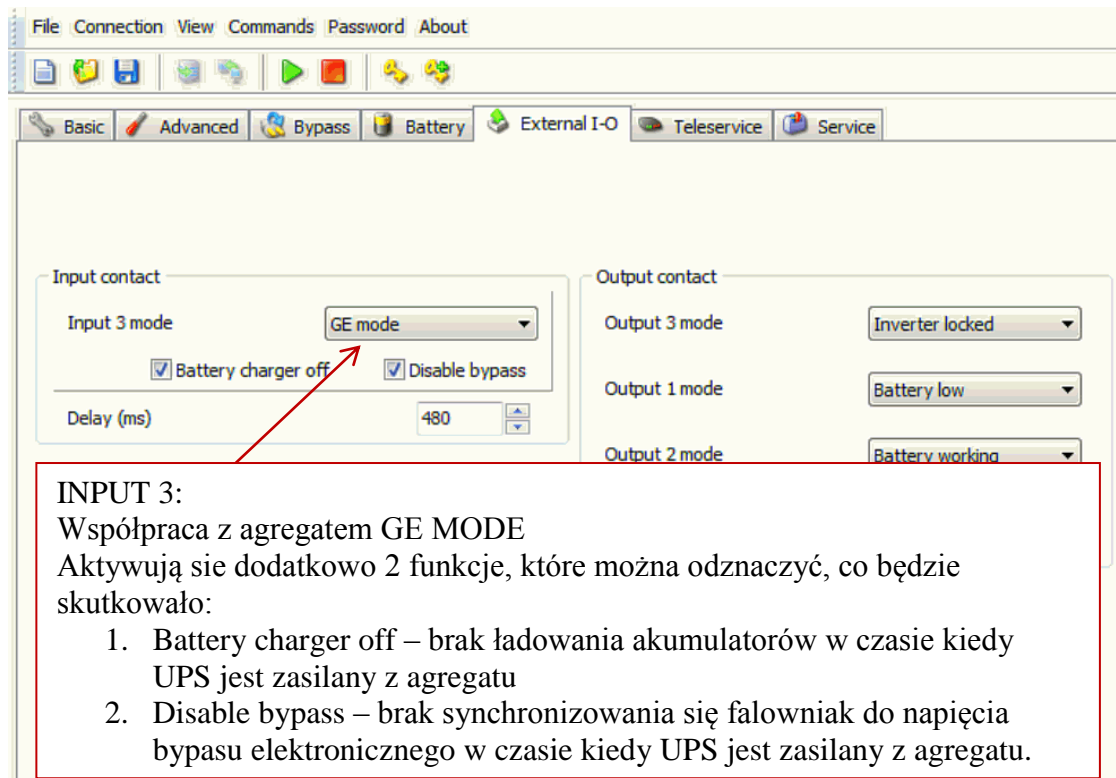 File Connection View Commands Password About
Basic Advanced Bypass Battery External I-O Teleservice Service
Input contact
Input 3 mode GE mode
Battery charger off Disable bypass
Delay (ms) 480
Output contact
Output 3 mode Inverter locked
Output 1 mode Battery low
Output 2 mode Battery working
INPUT 3:
Współpraca z agregatem GE MODE
Aktywują sie dodatkowo 2 funkcje, które można odznaczyć, co będzie
skutkowało:
1. Battery charger off – brak ładowania akumulatorów w czasie kiedy
UPS jest zasilany z agregatu
2. Disable bypass – brak synchronizowania się falowniak do napięcia
bypasu elektronicznego w czasie kiedy UPS jest zasilany z agregatu.